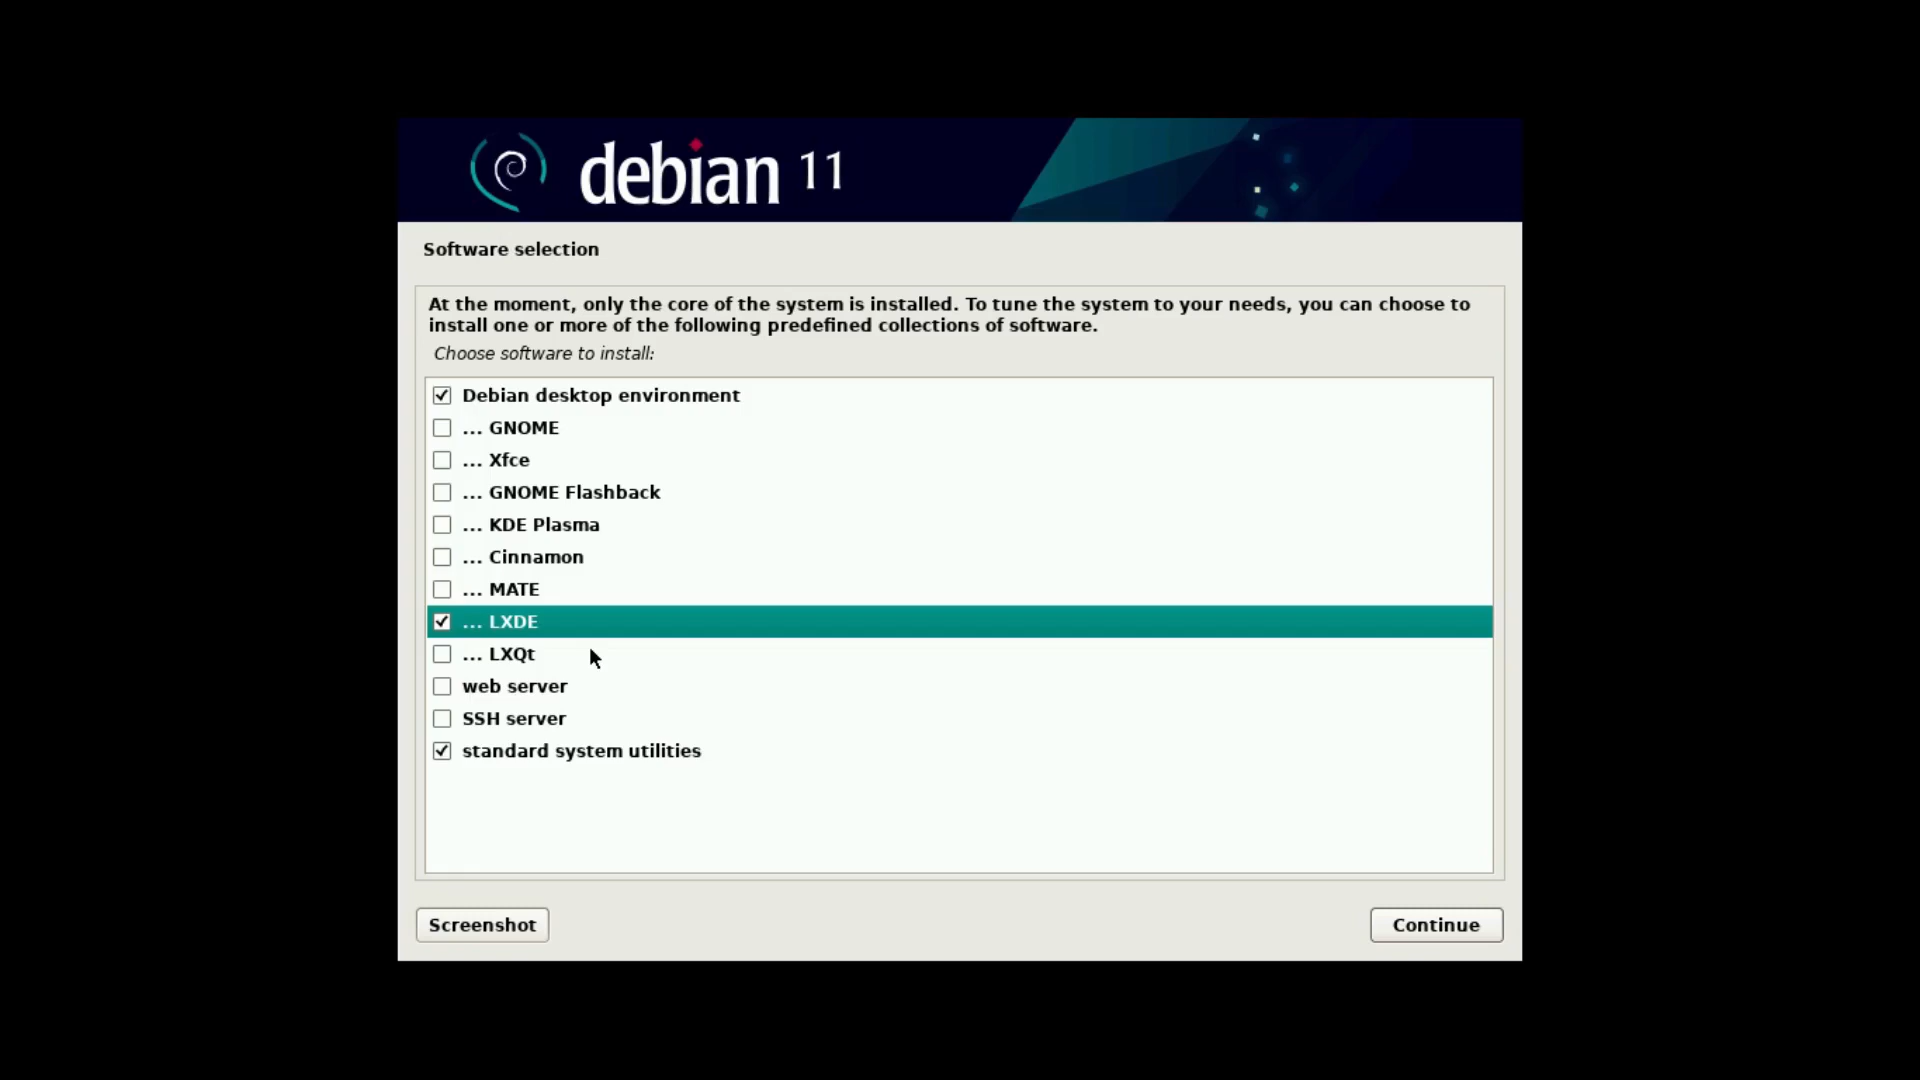 debian 11
Software selection
At the moment, only the core of the system is installed. To tune the system to your needs, you can choose to
install one or more of the following predefined collections of software.
Choose software to install:
Debian desktop environment
... GNOME
... Xfce
... GNOME Flashback
... KDE Plasma
... Cinnamon
... MATE
... LXDE
... LXQt
web server
SSH server
standard system utilities
Screenshot
Continue